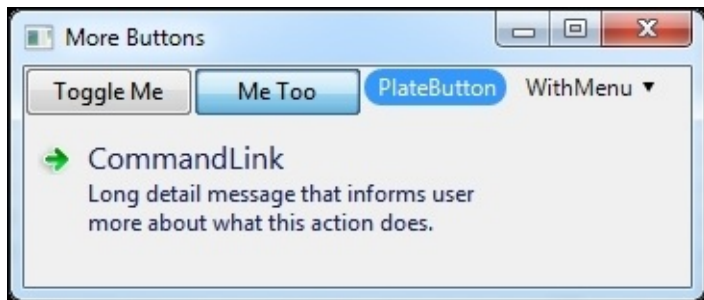 More Buttons
Toggle Me Me Too PlateButton WithMenu ▼
CommandLink
Long detail message that informs user
more about what this action does.